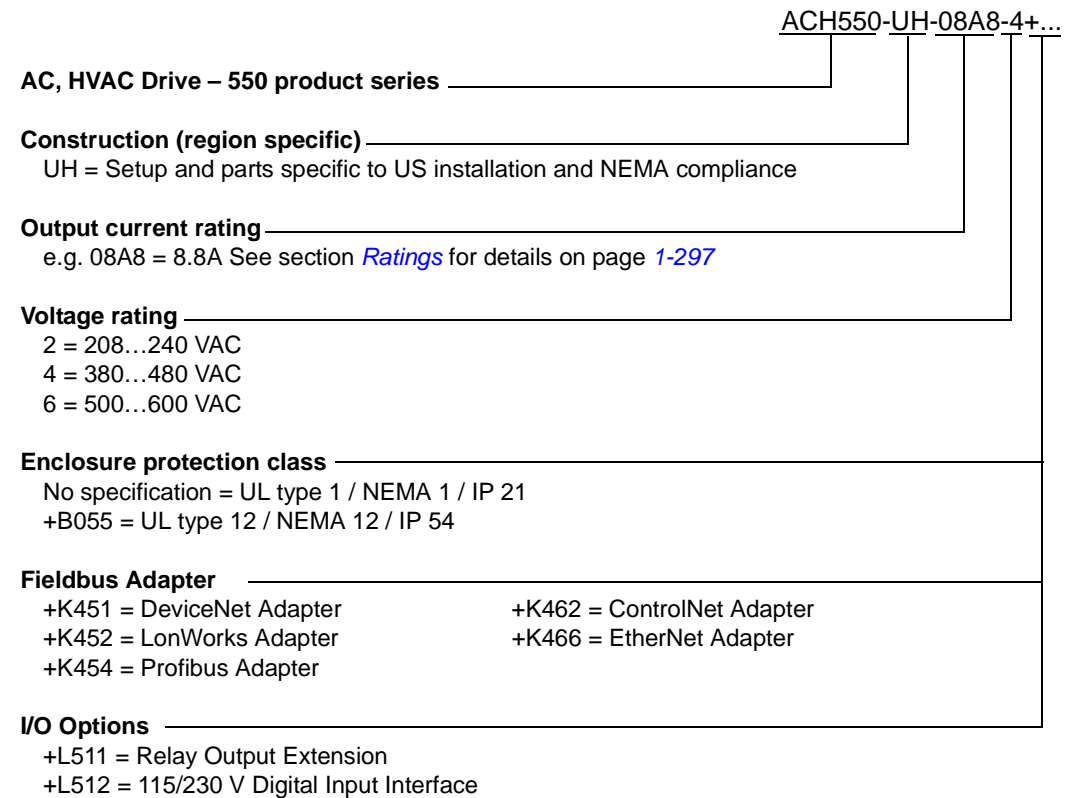 ACH550-UH-08A8-4+...
AC, HVAC Drive – 550 product series
Construction (region specific)
UH = Setup and parts specific to US installation and NEMA compliance
Output current rating
e.g. 08A8 = 8.8A See section Ratings for details on page 1-297
Voltage rating
2 = 208…240 VAC
4 = 380…480 VAC
6 = 500…600 VAC
Enclosure protection class
No specification = UL type 1 / NEMA 1 / IP 21
+B055 = UL type 12 / NEMA 12 / IP 54
Fieldbus Adapter
+K451 = DeviceNet Adapter +K462 = ControlNet Adapter
+K452 = LonWorks Adapter +K466 = EtherNet Adapter
+K454 = Profibus Adapter
I/O Options
+L511 = Relay Output Extension
+L512 = 115/230 V Digital Input Interface